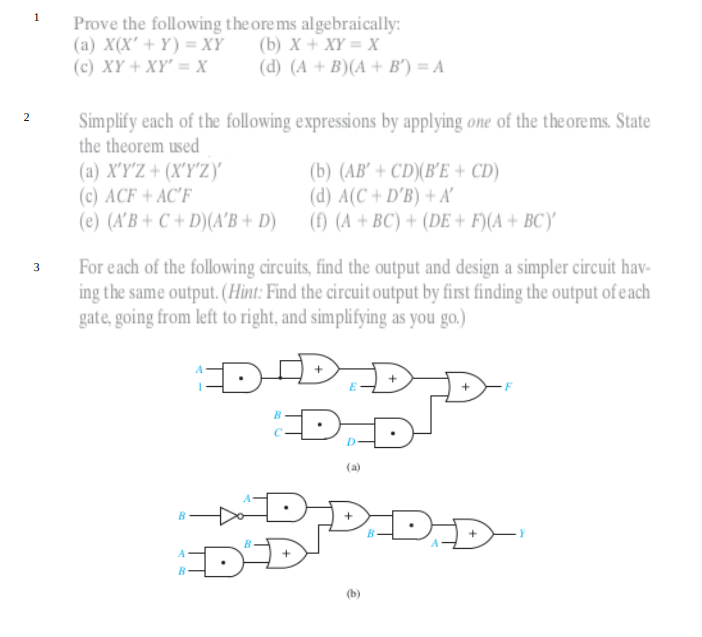 1 Prove the following theorems algebraically:
(a) X(X' + Y) = XY (b) X + XY = X
(c) XY + XY' = X (d) (A + B)(A + B') = A
2 Simplify each of the following expressions by applying one of the theorems. State
the theorem used
(a) X'Y'Z + (X'Y'Z)' (b) (AB' + CD)(B'E + CD)
(c) ACF + AC'F (d) A(C + D'B) + A'
(e) (A'B + C + D)(A'B + D) (f) (A + BC) + (DE + F)(A + BC)'
3 For each of the following circuits, find the output and design a simpler circuit hav-
ing the same output. (Hint: Find the circuit output by first finding the output of each
gate, going from left to right, and simplifying as you go.)
A
1
+
E
+
+
F
B
C
D
(a)
A
B
+
B
+
Y
A
B
A
B
+
(b)